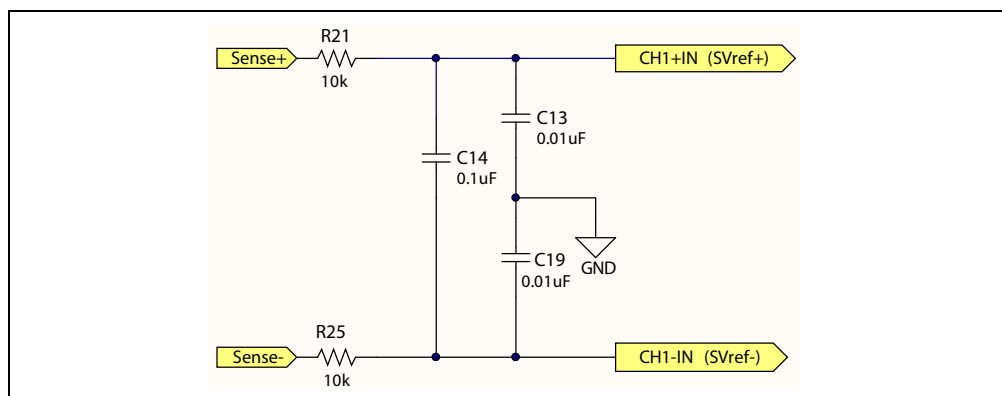 R21
Sense+
10k
CH1+IN (SVref+)
C13
0.01uF
C14
0.1uF
C19
0.01uF
GND
R25
Sense-
10k
CH1-IN (SVref-)